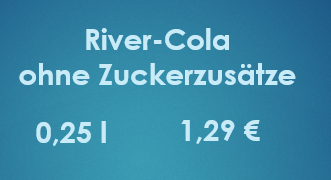 River-Cola
ohne Zuckerzusätze
0,25 l 1,29 €